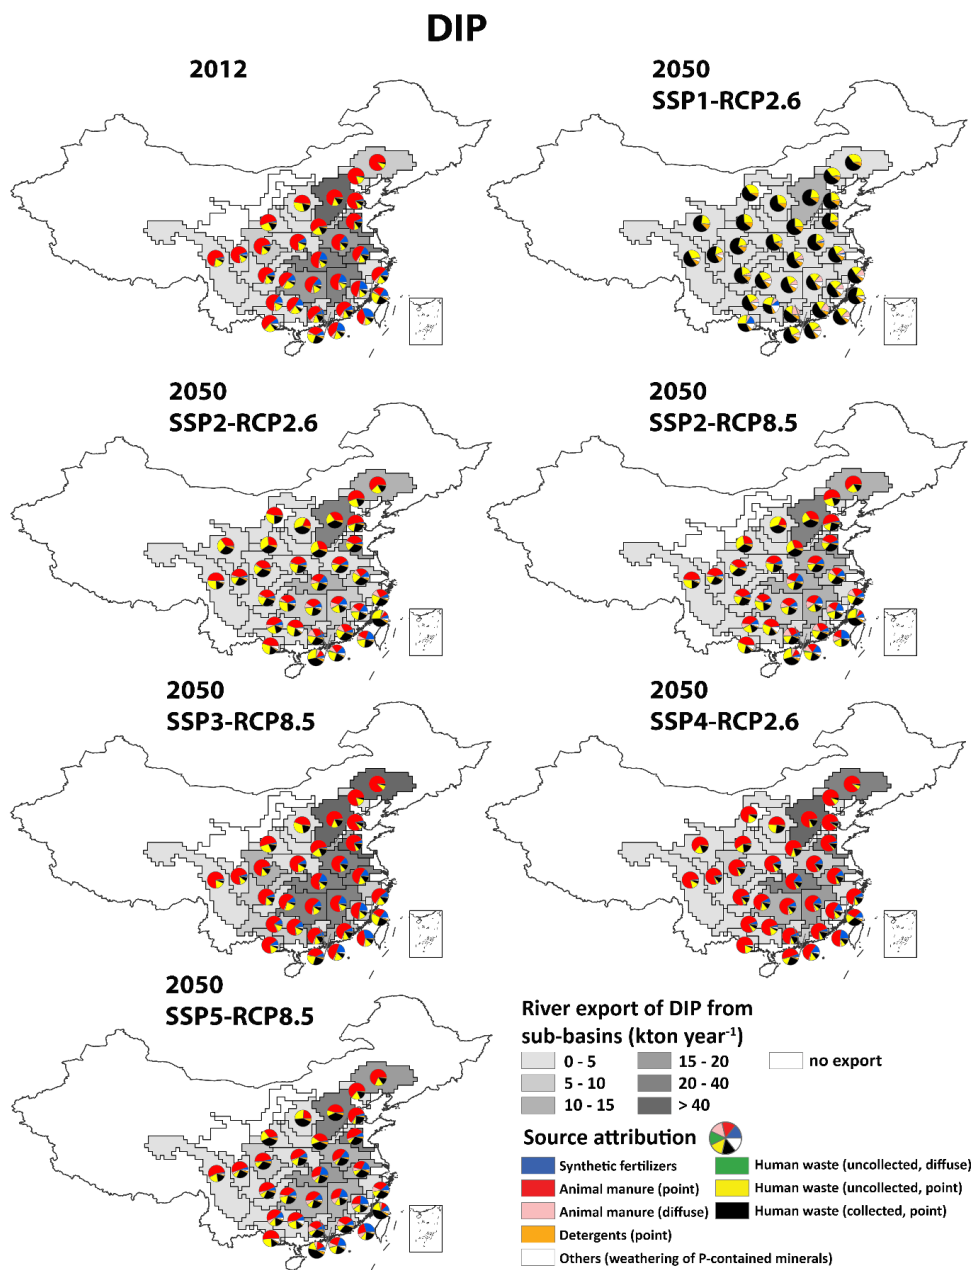 DIP
2012
2050
SSP1-RCP2.6
2050
SSP2-RCP2.6
2050
SSP2-RCP8.5
2050
SSP3-RCP8.5
2050
SSP4-RCP2.6
2050
SSP5-RCP8.5
River export of DIP from
sub-basins (kton year⁻¹)
0 - 5
15 - 20
no export
5 - 10
20 - 40
10 - 15
> 40
Source attribution
Synthetic fertilizers
Human waste (uncollected, diffuse)
Animal manure (point)
Human waste (uncollected, point)
Animal manure (diffuse)
Human waste (collected, point)
Detergents (point)
Others (weathering of P-contained minerals)